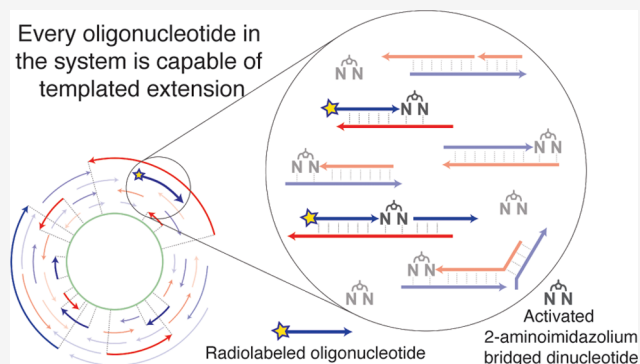 Every oligonucleotide in
the system is capable of
templated extension
N N
N N
N N
N N
N N
N N
N N
N N
N N
Activated
2-aminoimidazolium
bridged dinucleotide
Radiolabeled oligonucleotide